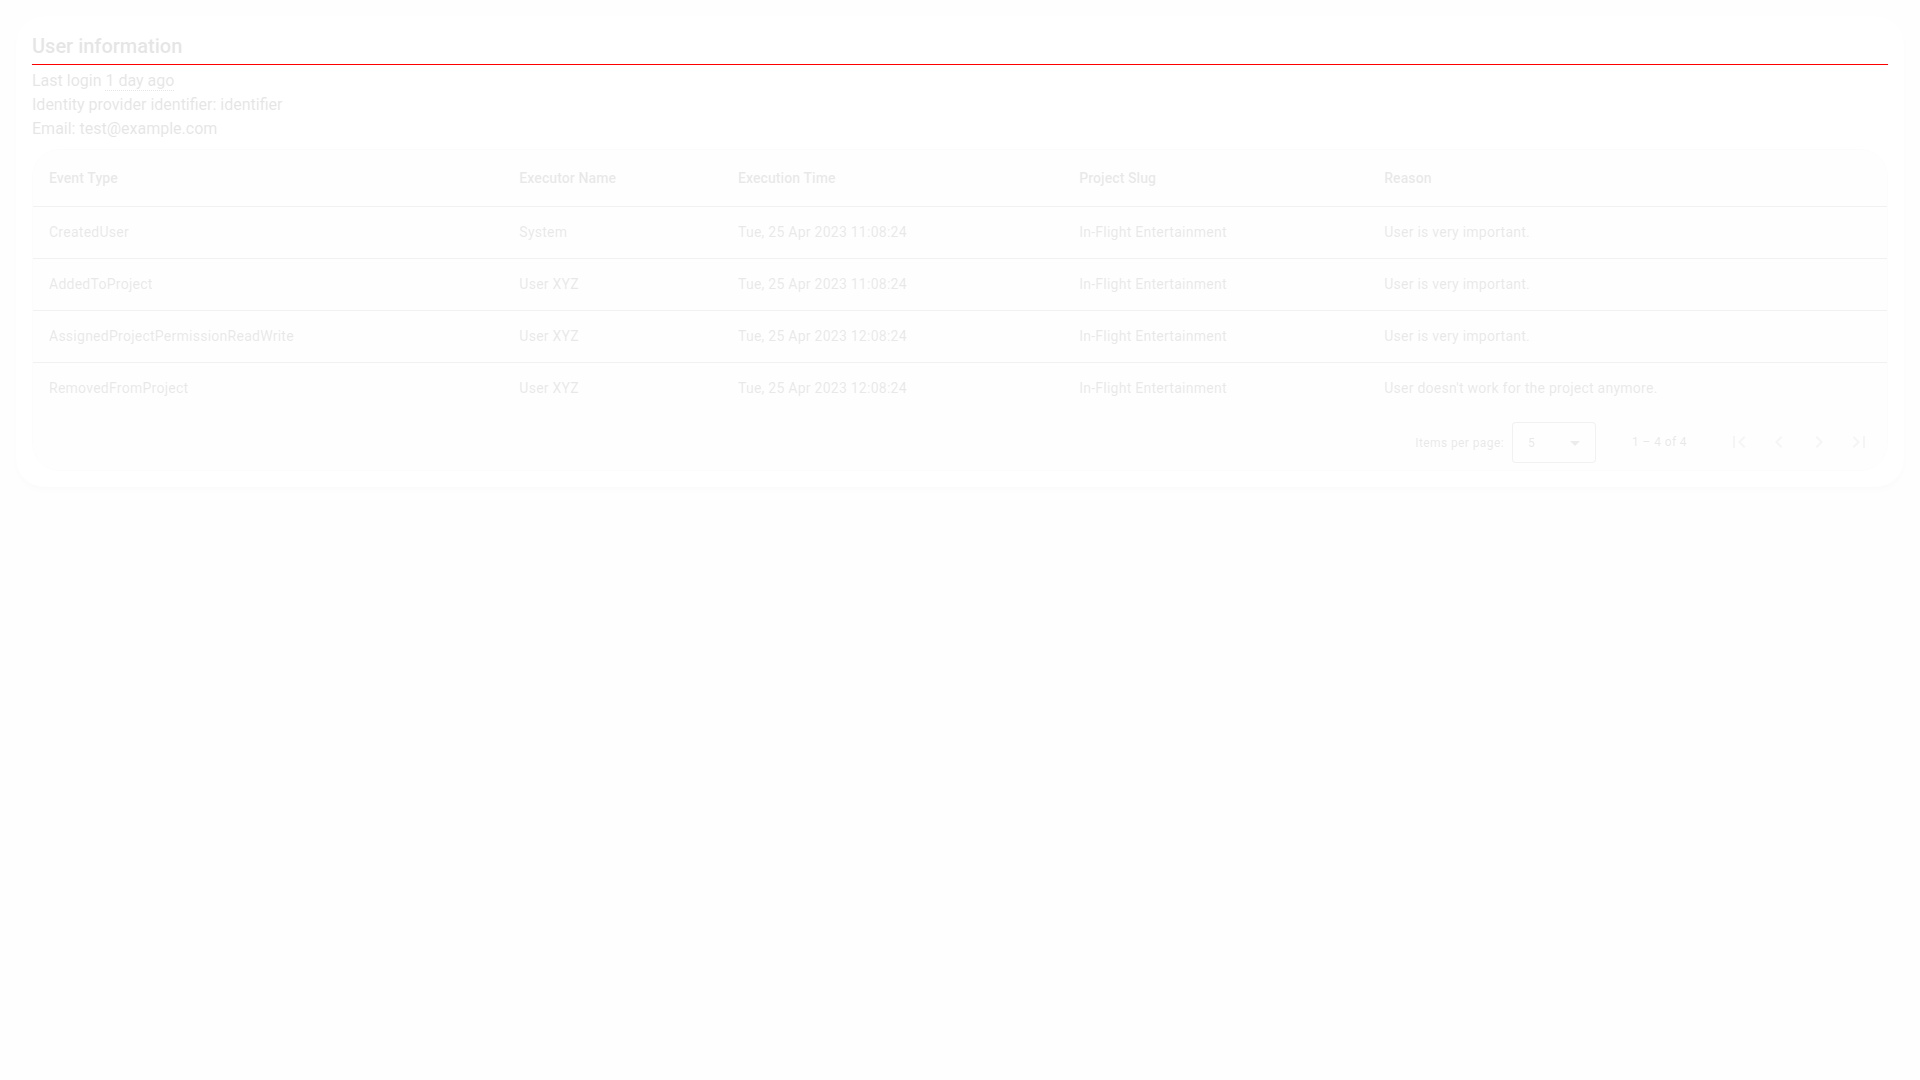 User information
Last login 1 day ago
Identity provider identifier: identifier
Email: test@example.com
Event Type Executor Name Execution Time Project Slug Reason
CreatedUser System Tue, 25 Apr 2023 11:08:24 In-Flight Entertainment User is very important.
AddedToProject User XYZ Tue, 25 Apr 2023 11:08:24 In-Flight Entertainment User is very important.
AssignedProjectPermissionReadWrite User XYZ Tue, 25 Apr 2023 12:08:24 In-Flight Entertainment User is very important.
RemovedFromProject User XYZ Tue, 25 Apr 2023 12:08:24 In-Flight Entertainment User doesn't work for the project anymore.
Items per page: 5 1 – 4 of 4